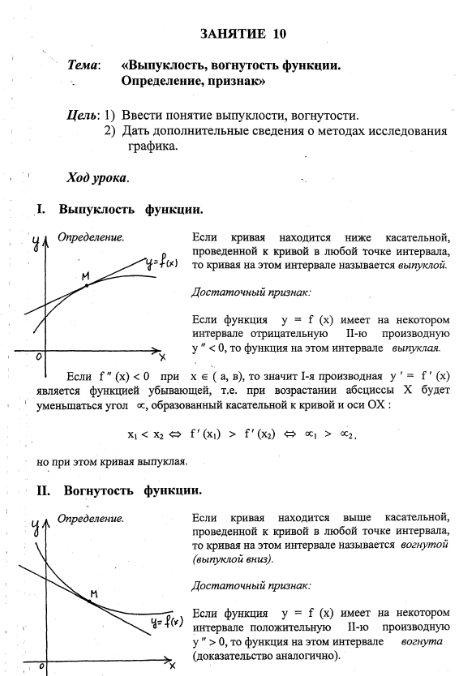 ЗАНЯТИЕ 10
Тема: «Выпуклость, вогнутость функции.
Определение, признак»
Цель: 1) Ввести понятие выпуклости, вогнутости.
2) Дать дополнительные сведения о методах исследования
графика.
Ход урока.
I. Выпуклость функции.
y
Определение.
M
y=f(x)
0
x
Если кривая находится ниже касательной,
проведенной к кривой в любой точке интервала,
то кривая на этом интервале называется выпуклой.
Достаточный признак:
Если функция y = f (x) имеет на некотором
интервале отрицательную II-ю производную
y " < 0, то функция на этом интервале выпуклая.
Если f " (x) < 0 при x ∈ ( а, в), то значит I-я производная y ' = f ' (x)
является функцией убывающей, т.е. при возрастании абсциссы X будет
уменьшаться угол ∝, образованный касательной к кривой и оси OX :
x₁ < x₂ ⇔ f ' (x₁) > f ' (x₂) ⇔ ∝₁ > ∝₂,
но при этом кривая выпуклая.
II. Вогнутость функции.
y
Определение.
M
y=f(x)
0
x
Если кривая находится выше касательной,
проведенной к кривой в любой точке интервала,
то кривая на этом интервале называется вогнутой
(выпуклой вниз).
Достаточный признак:
Если функция y = f (x) имеет на некотором
интервале положительную II-ю производную
y " > 0, то функция на этом интервале вогнута
(доказательство аналогично).